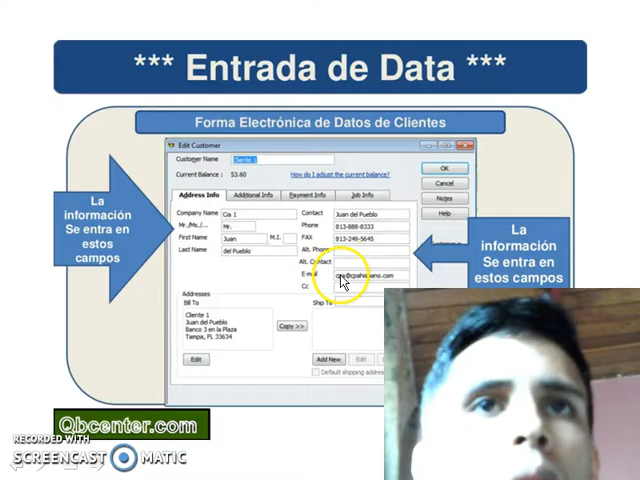 *** Entrada de Data ***
Forma Electrónica de Datos de Clientes
La
información
Se entra en
estos
campos
Edit Customer
Customer Name
Cliente 1
Current Balance :
53.60
How do I adjust the current balance?
OK
Cancel
Notes
Help
Address Info
Additional Info
Payment Info
Job Info
Company Name
Cia 1
Mr./Ms./...
Mr.
First Name
Juan
M.I.
Last Name
del Pueblo
Contact
Juan del Pueblo
Phone
813-888-8333
FAX
813-249-5645
Alt. Phone
Alt. Contact
E-mail
Cc
Addresses
Bill To
Cliente 1
Juan del Pueblo
Banco 3 en la Plaza
Tampa, FL 33634
Edit
Copy >>
Ship To
Add New
Edit
Default shipping address
La
información
Se entra en
estos campos
Qbcenter.com
RECORDED WITH
SCREENCAST MATIC